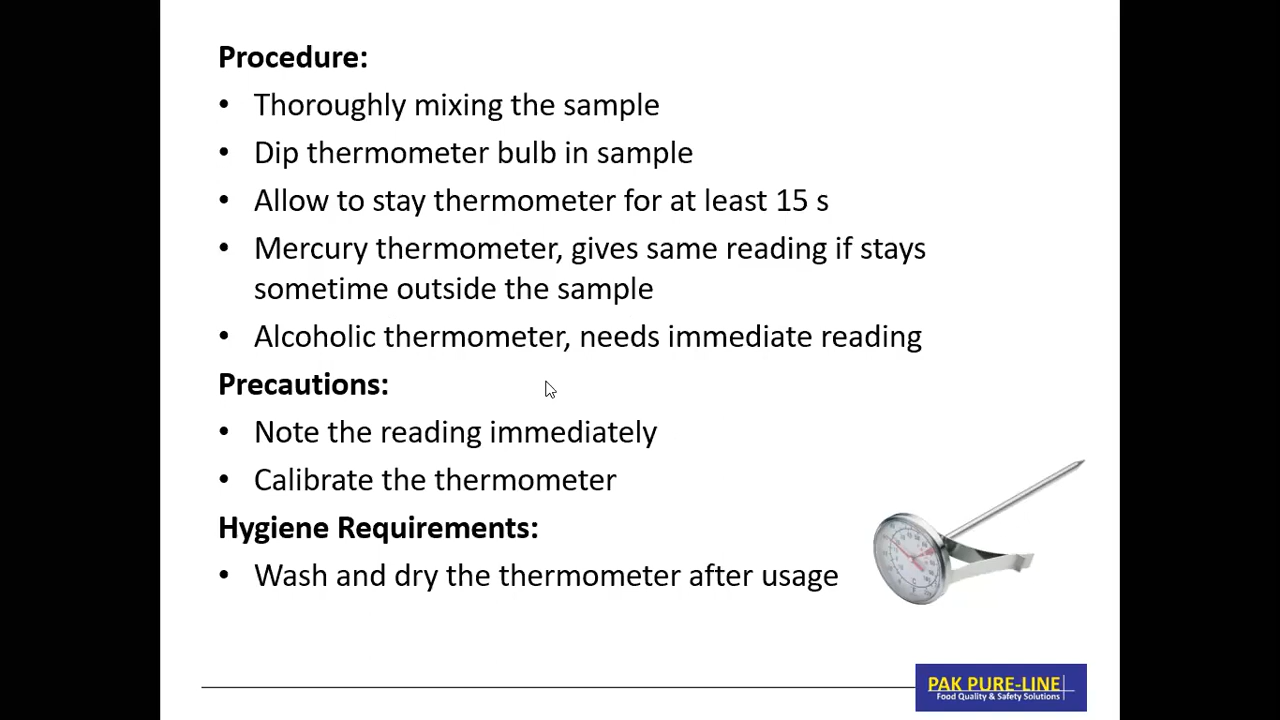 Procedure:
• Thoroughly mixing the sample
• Dip thermometer bulb in sample
• Allow to stay thermometer for at least 15 s
• Mercury thermometer, gives same reading if stays
sometime outside the sample
• Alcoholic thermometer, needs immediate reading
Precautions:
• Note the reading immediately
• Calibrate the thermometer
Hygiene Requirements:
• Wash and dry the thermometer after usage
PAK PURE-LINE
Food Quality & Safety Solutions